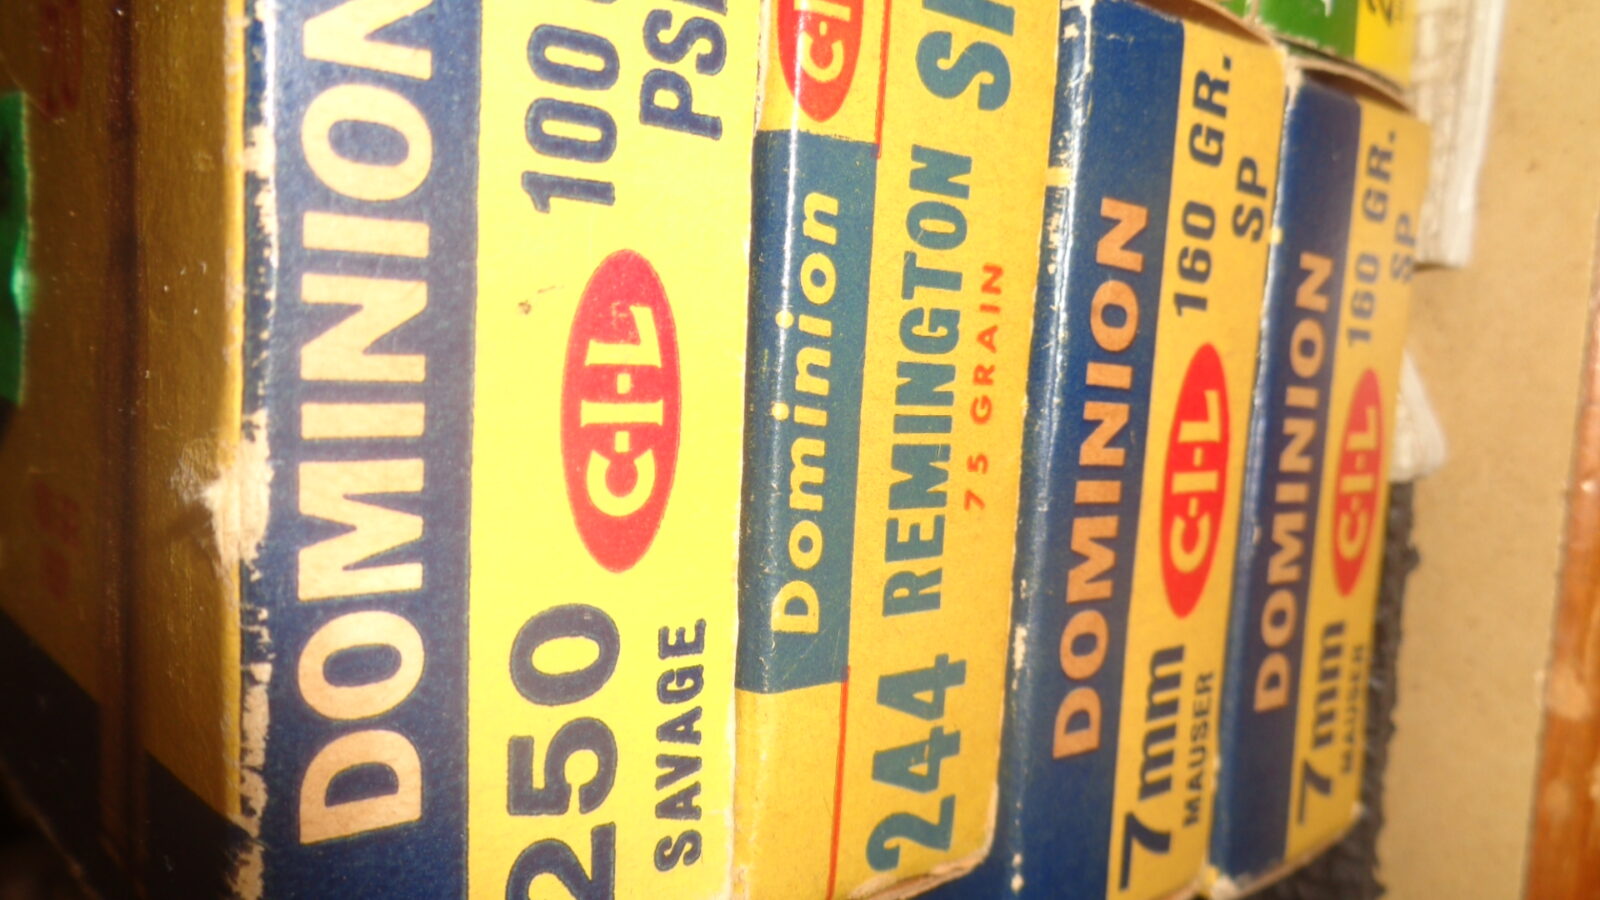 DOMINION
250
SAVAGE
C-I-L
100
PS
Dominion
C-I
244 REMINGTON
75 GRAIN
DOMINION
7mm
MAUSER
C-I-L
160 GR.
SP
DOMINION
7mm
MAUSER
C-I-L
160 GR.
SP